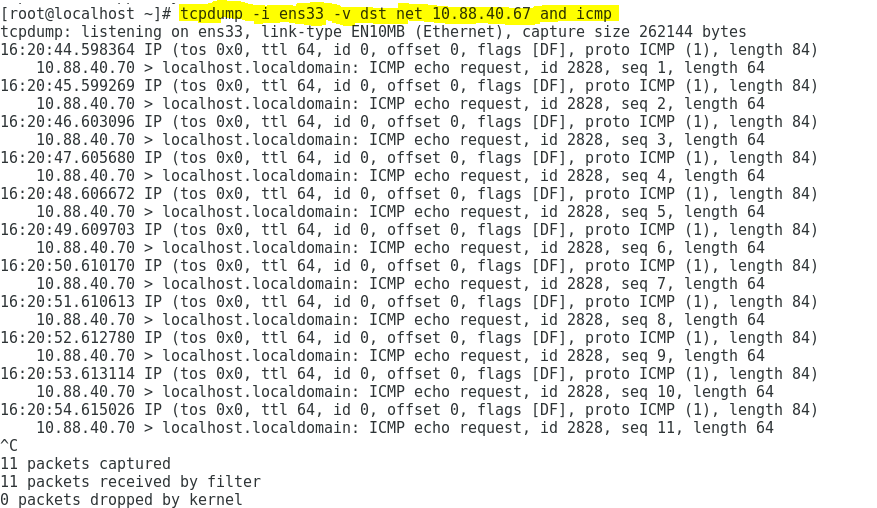 [root@localhost ~]# tcpdump -i ens33 -v dst net 10.88.40.67 and icmp
tcpdump: listening on ens33, link-type EN10MB (Ethernet), capture size 262144 bytes
16:20:44.598364 IP (tos 0x0, ttl 64, id 0, offset 0, flags [DF], proto ICMP (1), length 84)
    10.88.40.70 > localhost.localdomain: ICMP echo request, id 2828, seq 1, length 64
16:20:45.599269 IP (tos 0x0, ttl 64, id 0, offset 0, flags [DF], proto ICMP (1), length 84)
    10.88.40.70 > localhost.localdomain: ICMP echo request, id 2828, seq 2, length 64
16:20:46.603096 IP (tos 0x0, ttl 64, id 0, offset 0, flags [DF], proto ICMP (1), length 84)
    10.88.40.70 > localhost.localdomain: ICMP echo request, id 2828, seq 3, length 64
16:20:47.605680 IP (tos 0x0, ttl 64, id 0, offset 0, flags [DF], proto ICMP (1), length 84)
    10.88.40.70 > localhost.localdomain: ICMP echo request, id 2828, seq 4, length 64
16:20:48.606672 IP (tos 0x0, ttl 64, id 0, offset 0, flags [DF], proto ICMP (1), length 84)
    10.88.40.70 > localhost.localdomain: ICMP echo request, id 2828, seq 5, length 64
16:20:49.609703 IP (tos 0x0, ttl 64, id 0, offset 0, flags [DF], proto ICMP (1), length 84)
    10.88.40.70 > localhost.localdomain: ICMP echo request, id 2828, seq 6, length 64
16:20:50.610170 IP (tos 0x0, ttl 64, id 0, offset 0, flags [DF], proto ICMP (1), length 84)
    10.88.40.70 > localhost.localdomain: ICMP echo request, id 2828, seq 7, length 64
16:20:51.610613 IP (tos 0x0, ttl 64, id 0, offset 0, flags [DF], proto ICMP (1), length 84)
    10.88.40.70 > localhost.localdomain: ICMP echo request, id 2828, seq 8, length 64
16:20:52.612780 IP (tos 0x0, ttl 64, id 0, offset 0, flags [DF], proto ICMP (1), length 84)
    10.88.40.70 > localhost.localdomain: ICMP echo request, id 2828, seq 9, length 64
16:20:53.613114 IP (tos 0x0, ttl 64, id 0, offset 0, flags [DF], proto ICMP (1), length 84)
    10.88.40.70 > localhost.localdomain: ICMP echo request, id 2828, seq 10, length 64
16:20:54.615026 IP (tos 0x0, ttl 64, id 0, offset 0, flags [DF], proto ICMP (1), length 84)
    10.88.40.70 > localhost.localdomain: ICMP echo request, id 2828, seq 11, length 64
^C
11 packets captured
11 packets received by filter
0 packets dropped by kernel